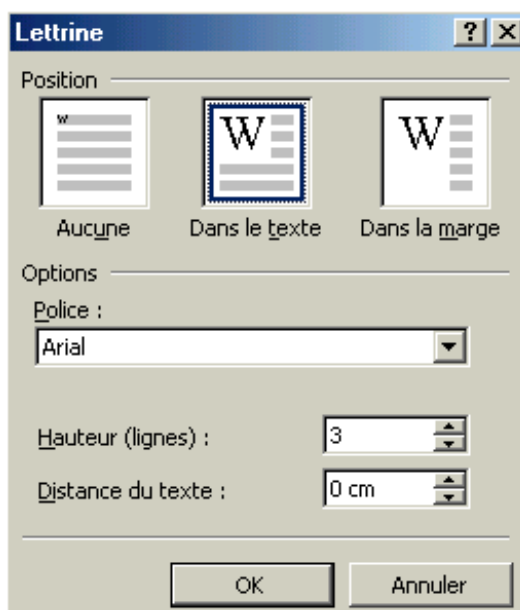 Lettrine
Position
W W W
Aucune Dans le texte Dans la marge
Options
Police :
Arial
Hauteur (lignes) : 3
Distance du texte : 0 cm
OK Annuler